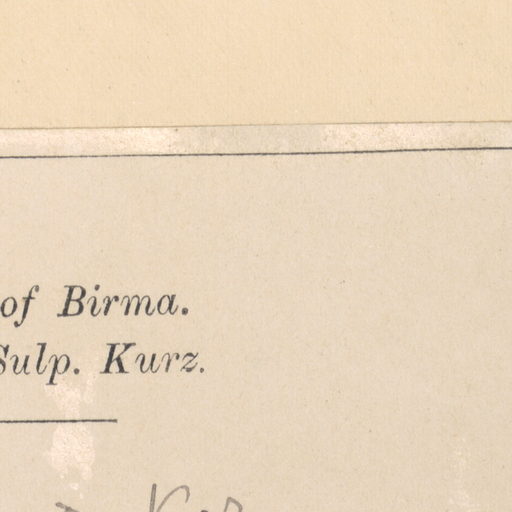 of Birma.
Sulp. Kurz.